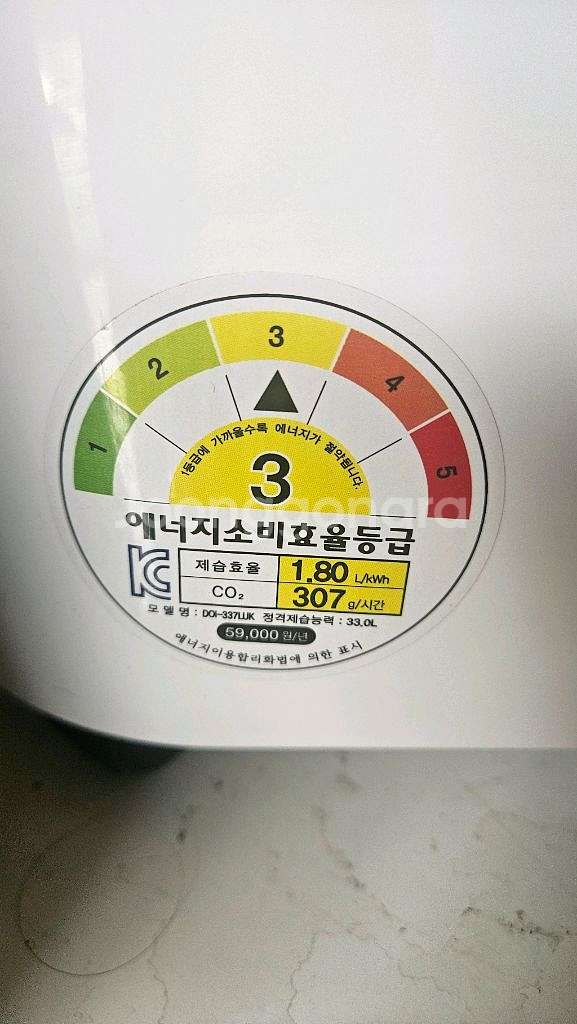 1 2 3 4 5
1등급에 가까울수록 에너지가 절약됩니다.
3
에너지소비효율등급
제습효율 1.80 L/kWh
CO₂ 307 g/시간
모델명 : DOI-337LUK 정격제습능력 : 33.0L
59,000 원/년
에너지이용합리화법에 의한 표시